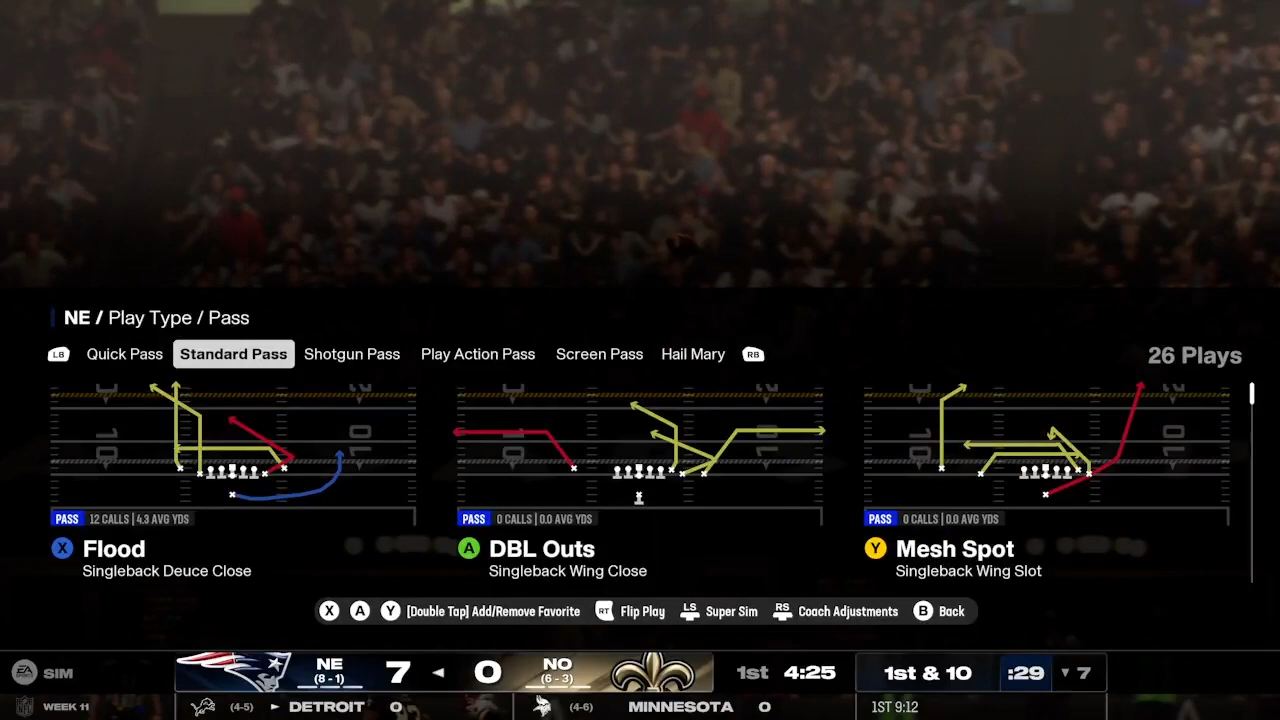 NE / Play Type / Pass
LB Quick Pass Standard Pass Shotgun Pass Play Action Pass Screen Pass Hail Mary RB
26 Plays
PASS 12 CALLS | 4.3 AVG YDS
PASS 0 CALLS | 0.0 AVG YDS
PASS 0 CALLS | 0.0 AVG YDS
X Flood
Singleback Deuce Close
A DBL Outs
Singleback Wing Close
Y Mesh Spot
Singleback Wing Slot
X A Y [Double Tap] Add/Remove Favorite RT Flip Play LS Super Sim RS Coach Adjustments B Back
EA SPORTS SIM
NE (8 - 1) 7 ◄ 0 NO (6 - 3) 1st 4:25 1st & 10 :29 ▼ 7
NFL WEEK 11 (4-5) ► DETROIT 0 (4-6) MINNESOTA 0 1ST 9:12